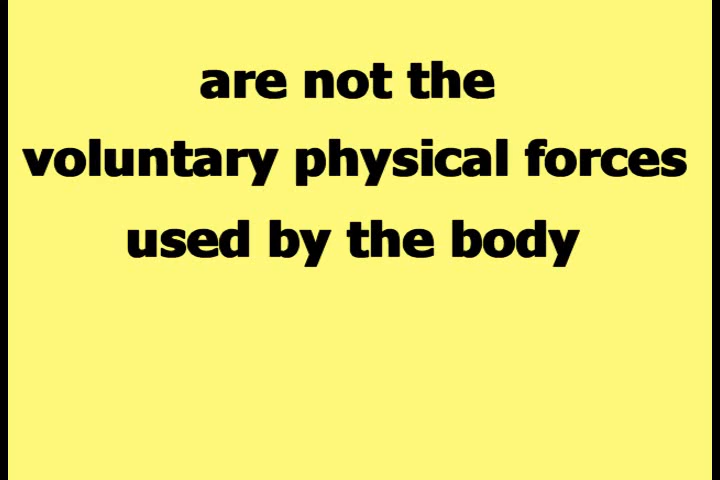 are not the
voluntary physical forces
used by the body